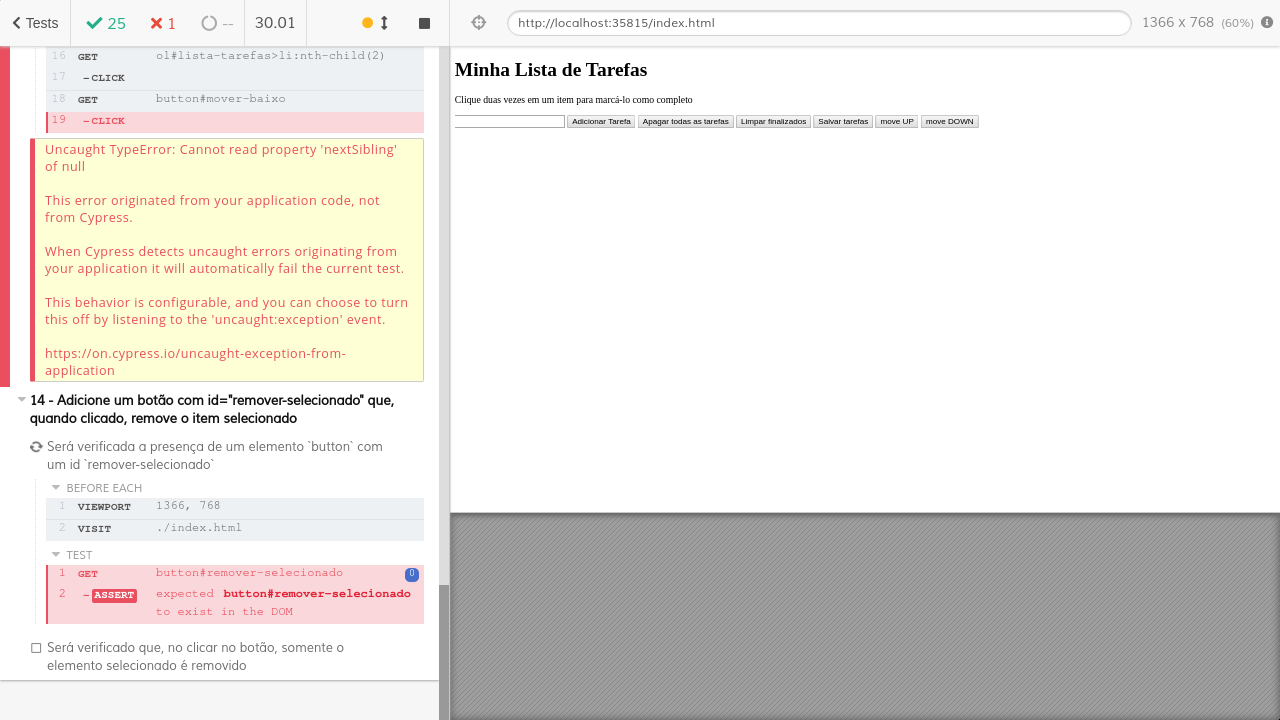 Tests
25
1
--
30.01
http://localhost:35815/index.html
1366 x 768 (60%)
16 GET ol#lista-tarefas>li:nth-child(2)
17 -CLICK
18 GET button#mover-baixo
19 -CLICK
Uncaught TypeError: Cannot read property 'nextSibling'
of null
This error originated from your application code, not
from Cypress.
When Cypress detects uncaught errors originating from
your application it will automatically fail the current test.
This behavior is configurable, and you can choose to turn
this off by listening to the 'uncaught:exception' event.
https://on.cypress.io/uncaught-exception-from-
application
14 - Adicione um botão com id="remover-selecionado" que,
quando clicado, remove o item selecionado
Será verificada a presença de um elemento `button` com
um id `remover-selecionado`
BEFORE EACH
1 VIEWPORT 1366, 768
2 VISIT ./index.html
TEST
1 GET button#remover-selecionado 0
2 -ASSERT expected button#remover-selecionado
to exist in the DOM
Será verificado que, no clicar no botão, somente o
elemento selecionado é removido
Minha Lista de Tarefas
Clique duas vezes em um item para marcá-lo como completo
Adicionar Tarefa Apagar todas as tarefas Limpar finalizados Salvar tarefas move UP move DOWN